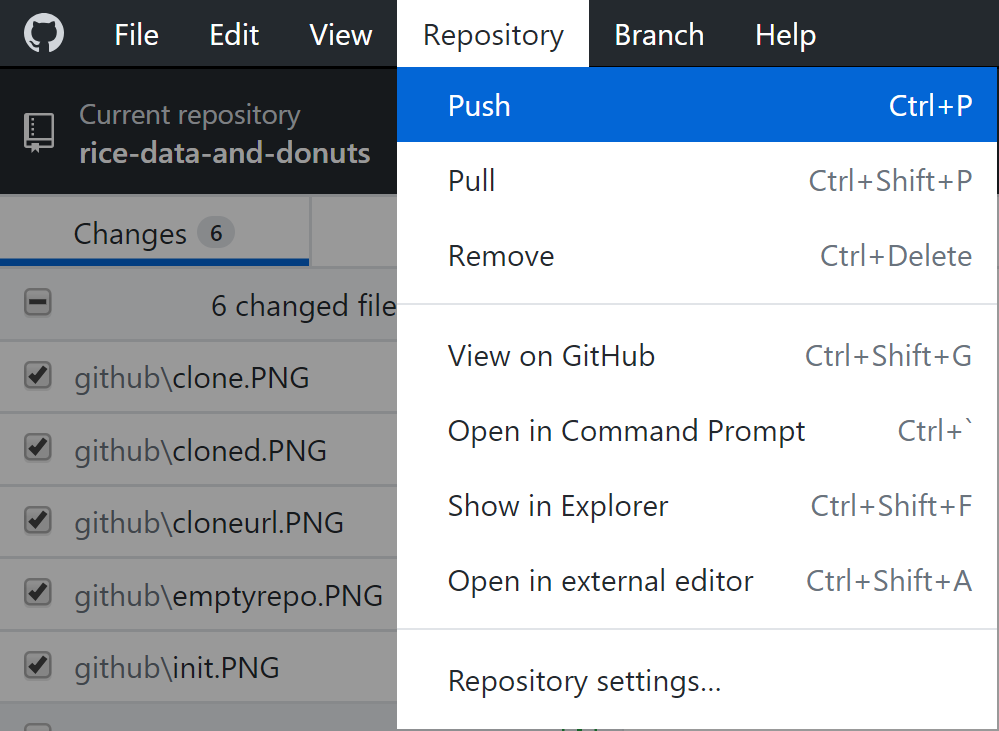 File Edit View Repository Branch Help
Current repository
rice-data-and-donuts
Changes 6
6 changed file
github\clone.PNG
github\cloned.PNG
github\cloneurl.PNG
github\emptyrepo.PNG
github\init.PNG
Push Ctrl+P
Pull Ctrl+Shift+P
Remove Ctrl+Delete
View on GitHub Ctrl+Shift+G
Open in Command Prompt Ctrl+`
Show in Explorer Ctrl+Shift+F
Open in external editor Ctrl+Shift+A
Repository settings...